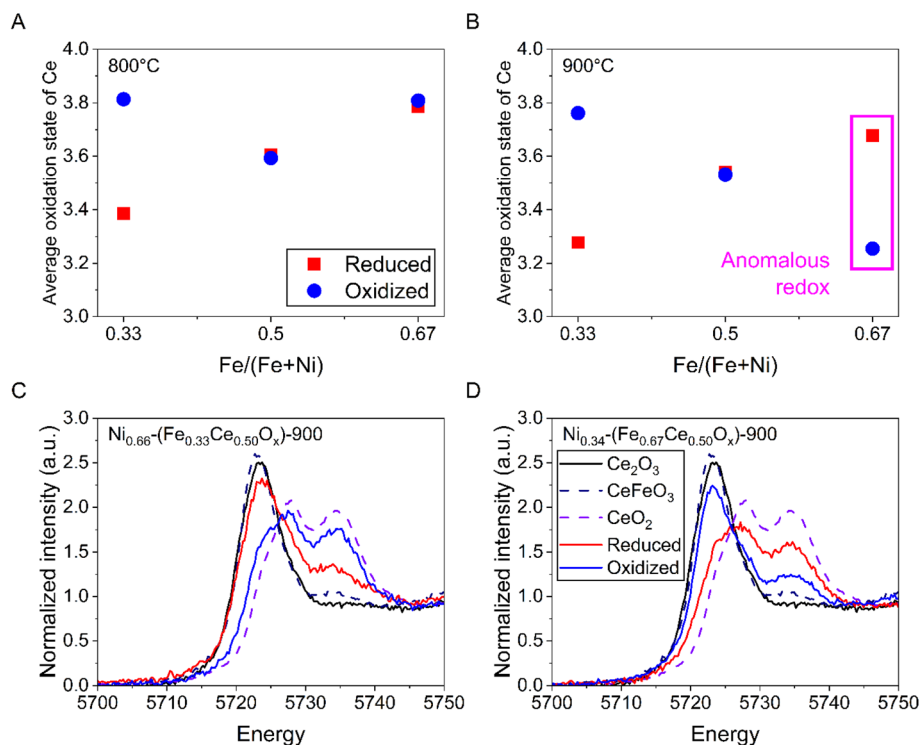 A
800°C
Average oxidation state of Ce
4.0
3.8
3.6
3.4
3.2
3.0
0.33
0.5
0.67
Fe/(Fe+Ni)
Reduced
Oxidized
B
900°C
Average oxidation state of Ce
4.0
3.8
3.6
3.4
3.2
3.0
0.33
0.5
0.67
Fe/(Fe+Ni)
Anomalous
redox
C
Ni0.66-(Fe0.33Ce0.50Ox)-900
Normalized intensity (a.u.)
3.0
2.5
2.0
1.5
1.0
0.5
0.0
5700
5710
5720
5730
5740
5750
Energy
D
Ni0.34-(Fe0.67Ce0.50Ox)-900
Normalized intensity (a.u.)
3.0
2.5
2.0
1.5
1.0
0.5
0.0
5700
5710
5720
5730
5740
5750
Energy
Ce2O3
CeFeO3
CeO2
Reduced
Oxidized